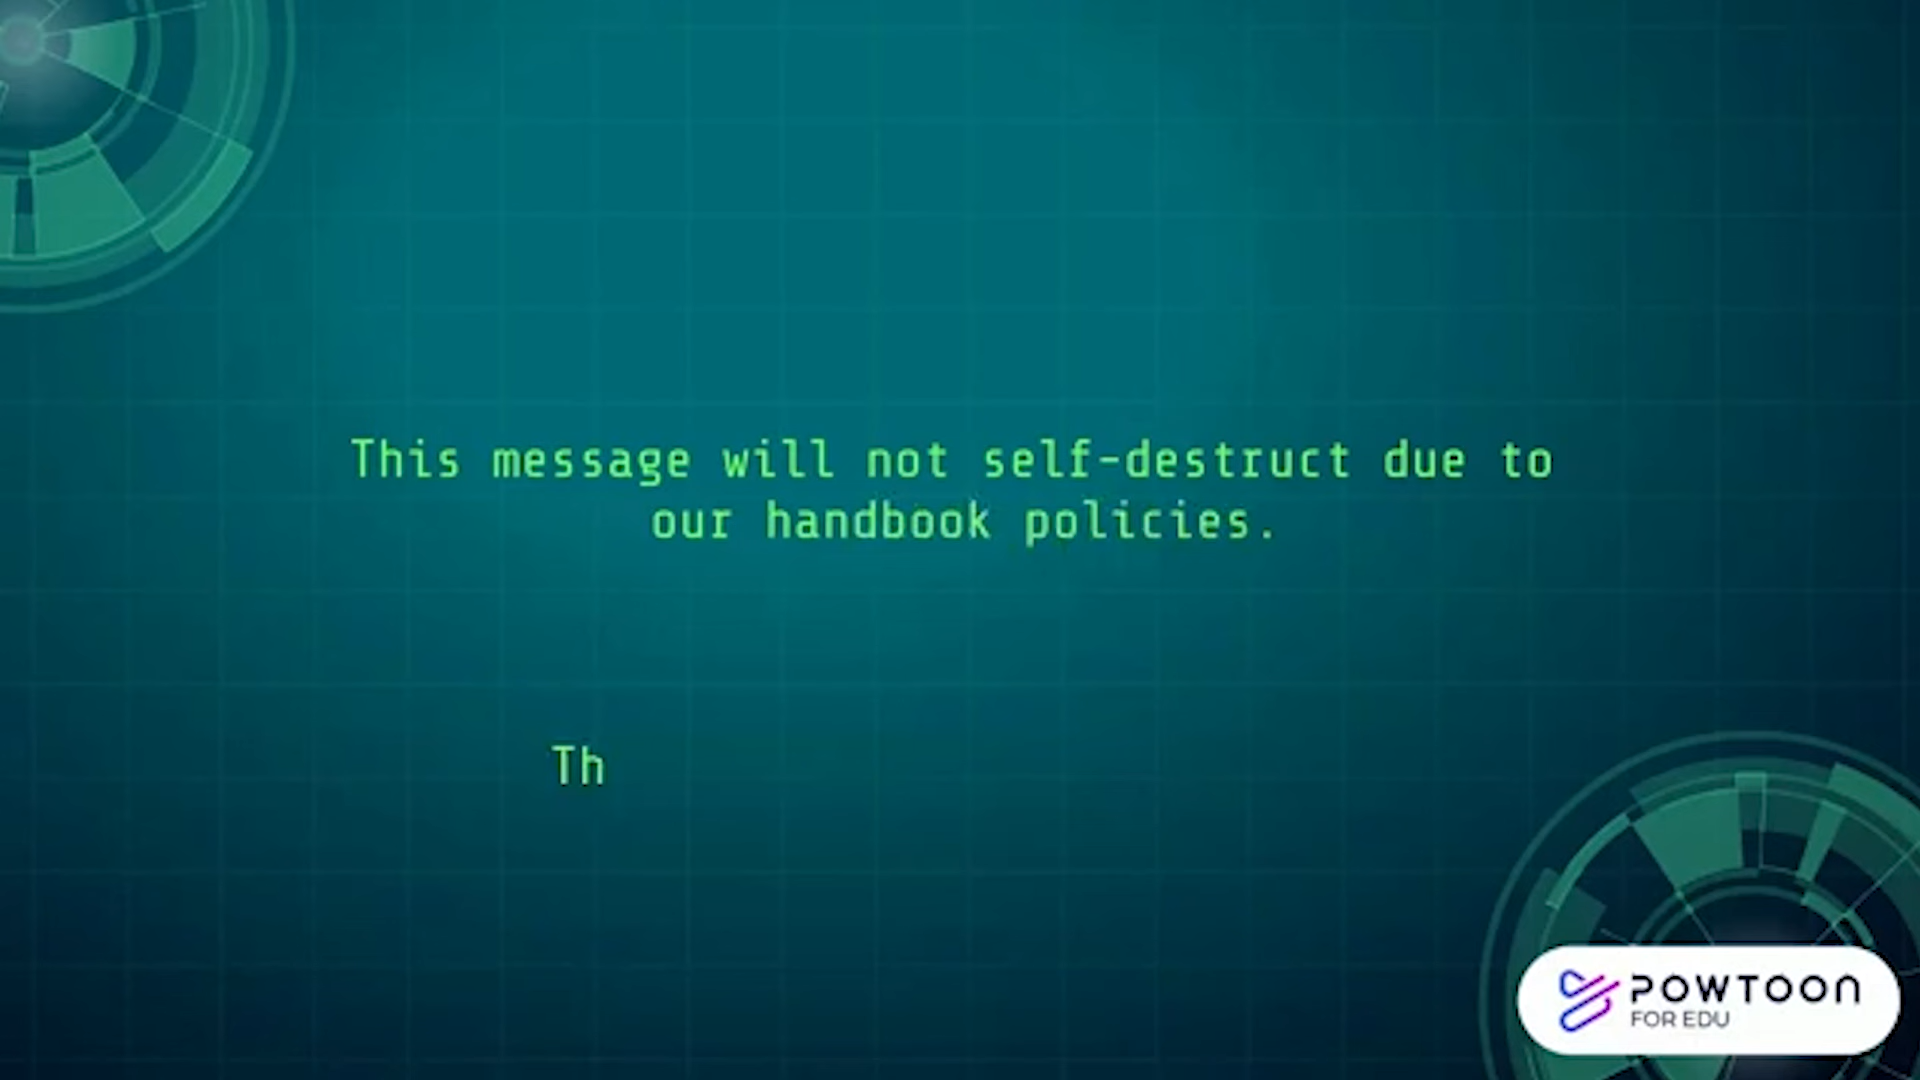 This message will not self-destruct due to
our handbook policies.
Th
POWTOON
FOR EDU